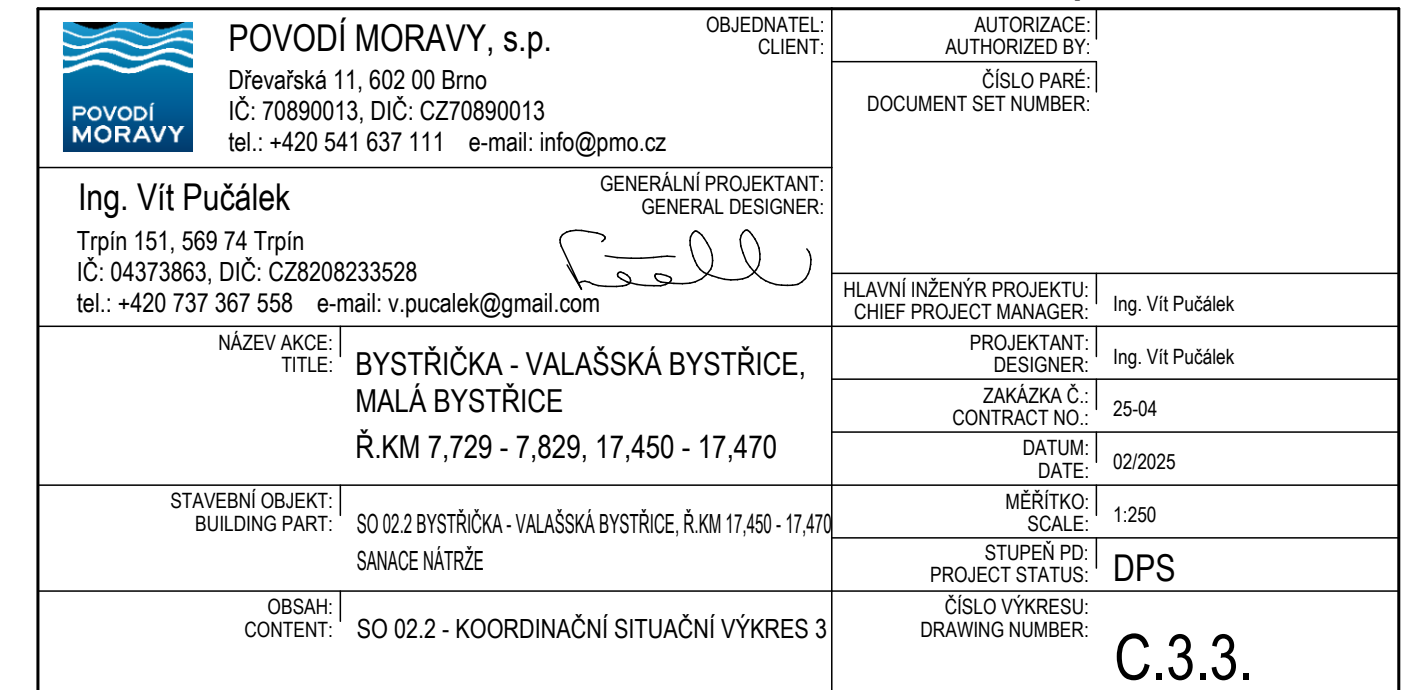 POVODÍ
MORAVY
POVODÍ MORAVY, s.p.
OBJEDNATEL:
CLIENT:
Dřevařská 11, 602 00 Brno
IČ: 70890013, DIČ: CZ70890013
tel.: +420 541 637 111 e-mail: info@pmo.cz
AUTORIZACE:
AUTHORIZED BY:
ČÍSLO PARÉ:
DOCUMENT SET NUMBER:
Ing. Vít Pučálek
GENERÁLNÍ PROJEKTANT:
GENERAL DESIGNER:
Trpín 151, 569 74 Trpín
IČ: 04373863, DIČ: CZ8208233528
tel.: +420 737 367 558 e-mail: v.pucalek@gmail.com
HLAVNÍ INŽENÝR PROJEKTU:
CHIEF PROJECT MANAGER:
Ing. Vít Pučálek
NÁZEV AKCE:
TITLE:
BYSTŘIČKA - VALAŠSKÁ BYSTŘICE,
MALÁ BYSTŘICE
Ř.KM 7,729 - 7,829, 17,450 - 17,470
PROJEKTANT:
DESIGNER:
Ing. Vít Pučálek
ZAKÁZKA Č.:
CONTRACT NO.:
25-04
DATUM:
DATE:
02/2025
STAVEBNÍ OBJEKT:
BUILDING PART:
SO 02.2 BYSTŘIČKA - VALAŠSKÁ BYSTŘICE, Ř.KM 17,450 - 17,470
SANACE NÁTRŽE
MĚŘÍTKO:
SCALE:
1:250
STUPEŇ PD:
PROJECT STATUS:
DPS
OBSAH:
CONTENT:
SO 02.2 - KOORDINAČNÍ SITUAČNÍ VÝKRES 3
ČÍSLO VÝKRESU:
DRAWING NUMBER:
C.3.3.